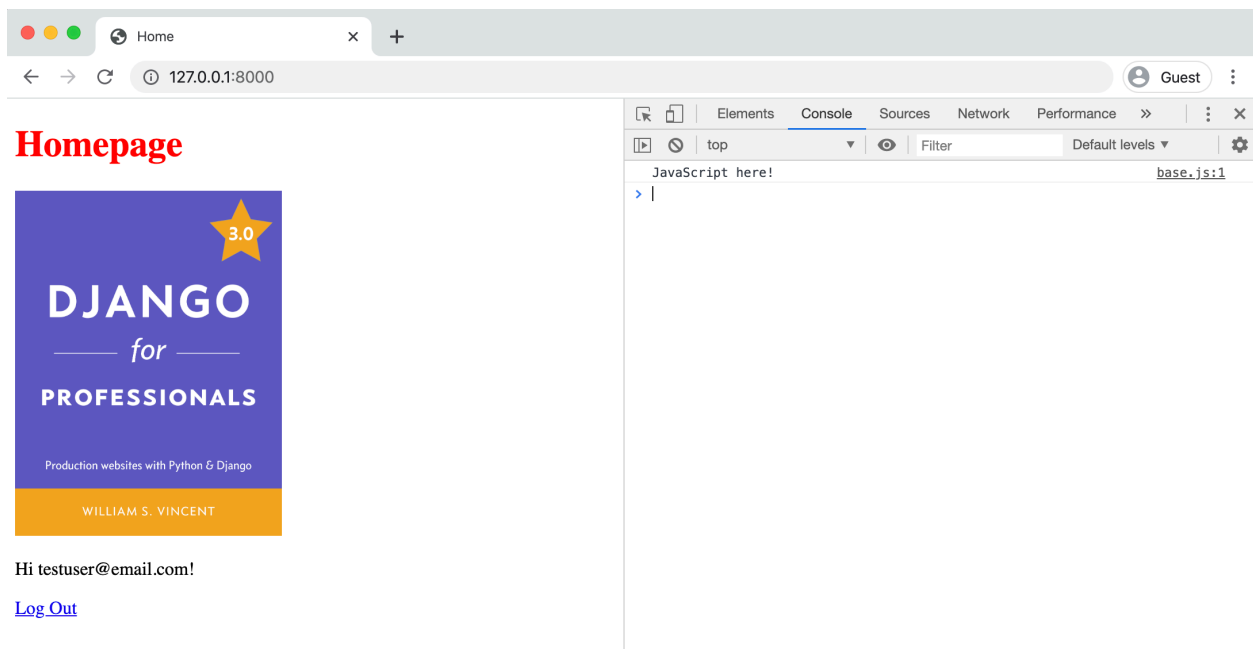 Home
127.0.0.1:8000
Guest
Homepage
3.0
DJANGO
for
PROFESSIONALS
Production websites with Python & Django
WILLIAM S. VINCENT
Hi testuser@email.com!
Log Out
Elements Console Sources Network Performance
top Filter Default levels
JavaScript here! base.js:1